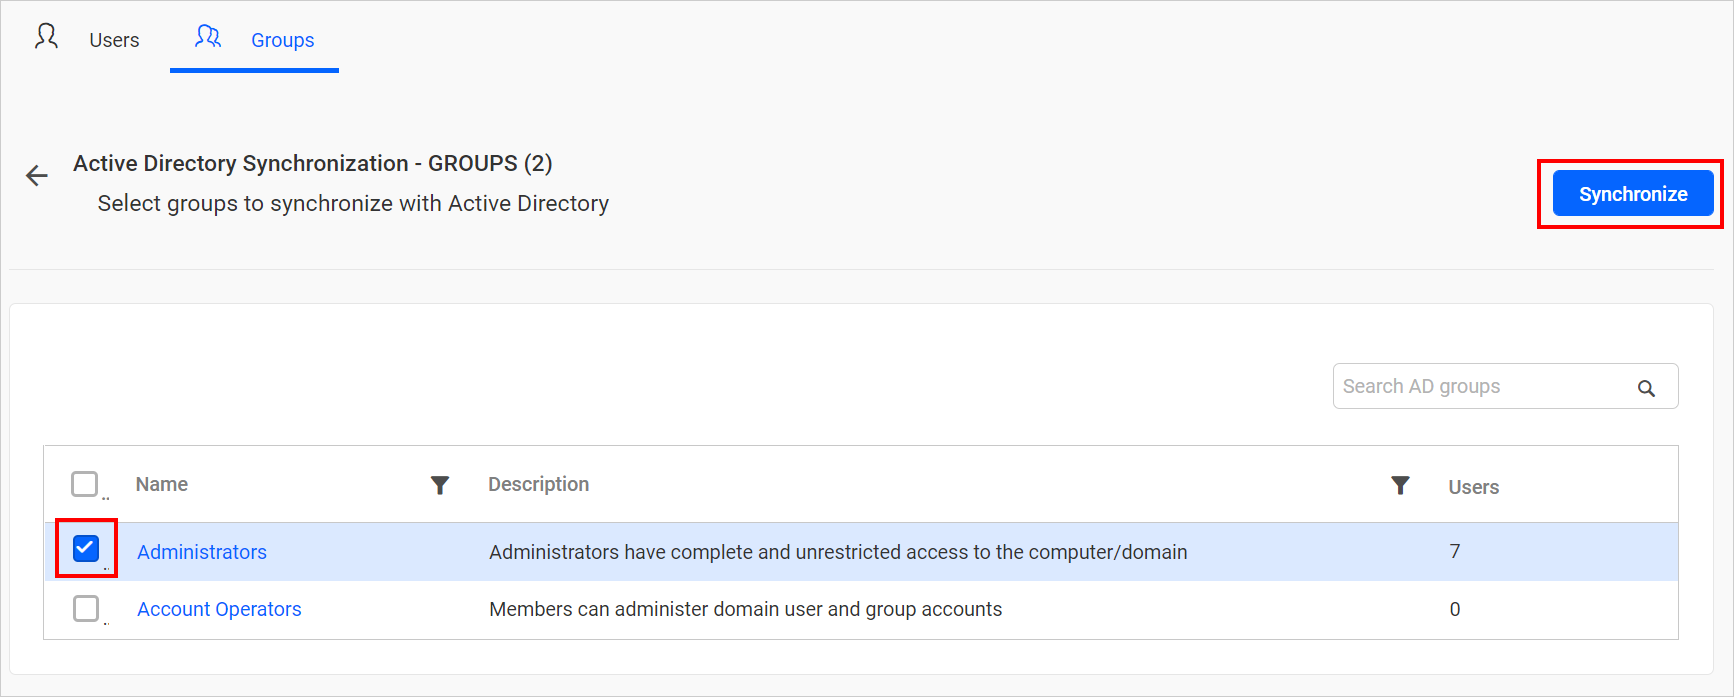 Users Groups
Active Directory Synchronization - GROUPS (2)
Select groups to synchronize with Active Directory
Synchronize
Search AD groups
.. Name Description Users
.. Administrators Administrators have complete and unrestricted access to the computer/domain 7
.. Account Operators Members can administer domain user and group accounts 0